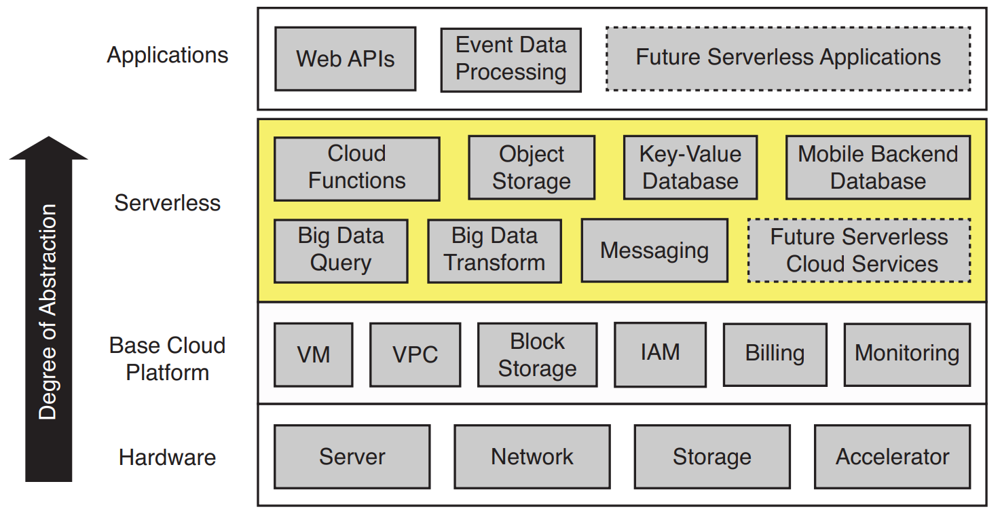 Applications
Web APIs
Event Data
Processing
Future Serverless Applications
Degree of Abstraction
Serverless
Cloud
Functions
Object
Storage
Key-Value
Database
Mobile Backend
Database
Big Data
Query
Big Data
Transform
Messaging
Future Serverless
Cloud Services
Base Cloud
Platform
VM
VPC
Block
Storage
IAM
Billing
Monitoring
Hardware
Server
Network
Storage
Accelerator